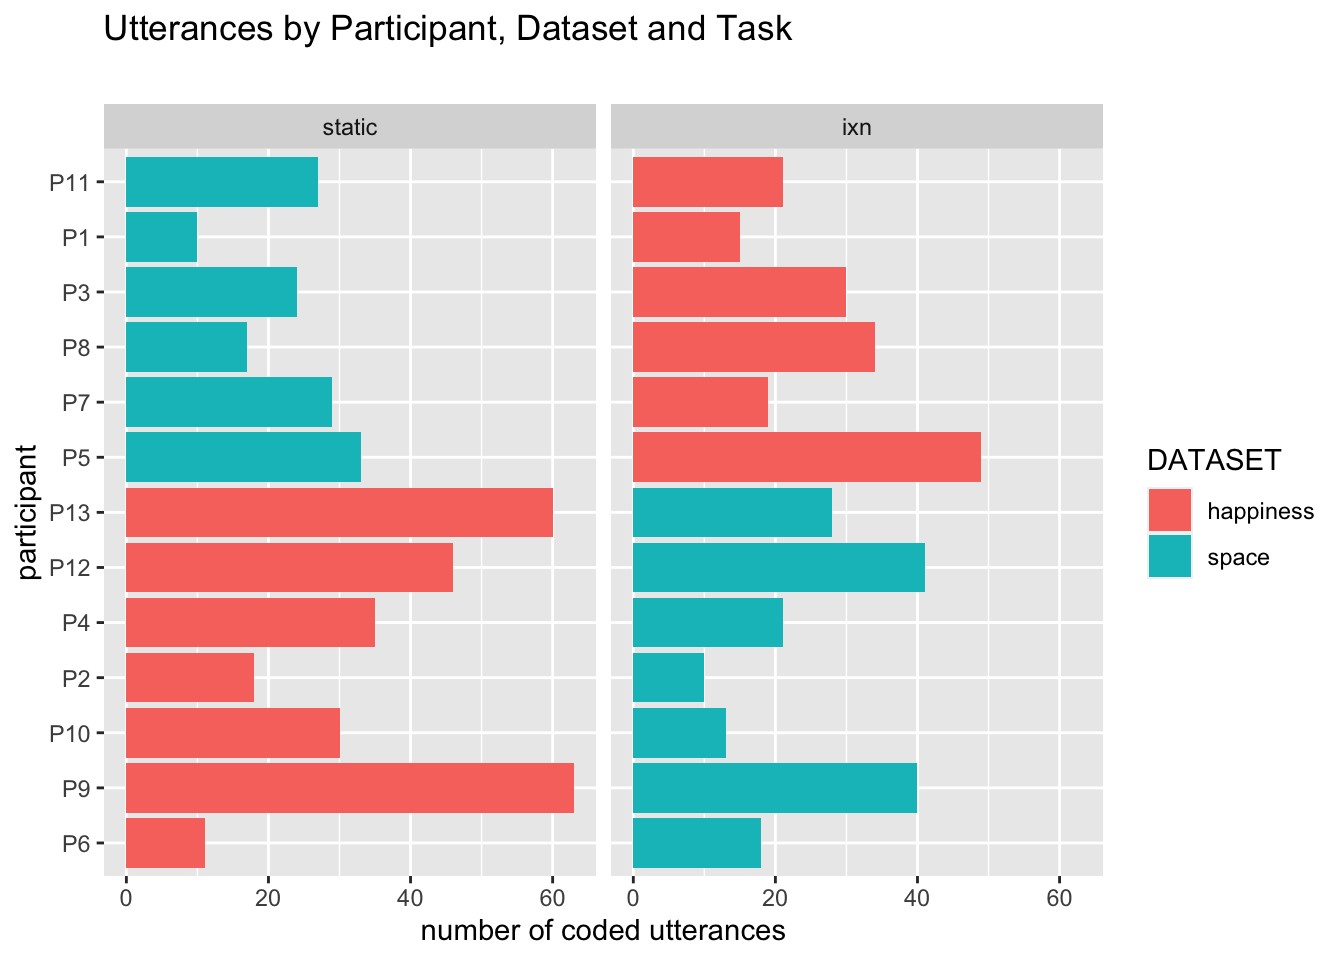 Utterances by Participant, Dataset and Task
static
ixn
P11
P1
P3
P8
P7
P5
P13
P12
P4
P2
P10
P9
P6
participant
0 20 40 60
0 20 40 60
number of coded utterances
DATASET
happiness
space